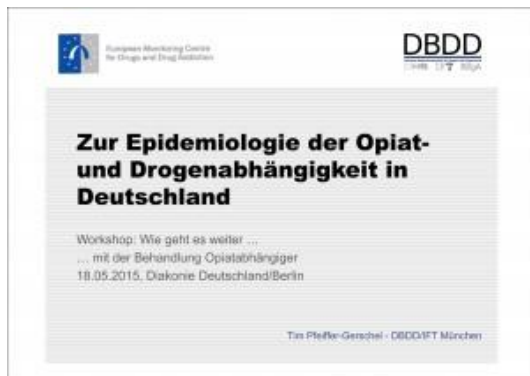 European Monitoring Centre
for Drugs and Drug Addiction
DBDD
IFT
Zur Epidemiologie der Opiat-
und Drogenabhängigkeit in
Deutschland
Workshop: Wie geht es weiter ...
... mit der Behandlung Opiatabhängiger
18.05.2015, Diakonie Deutschland/Berlin
Tim Pfeiffer-Gerschel - DBDD/IFT München